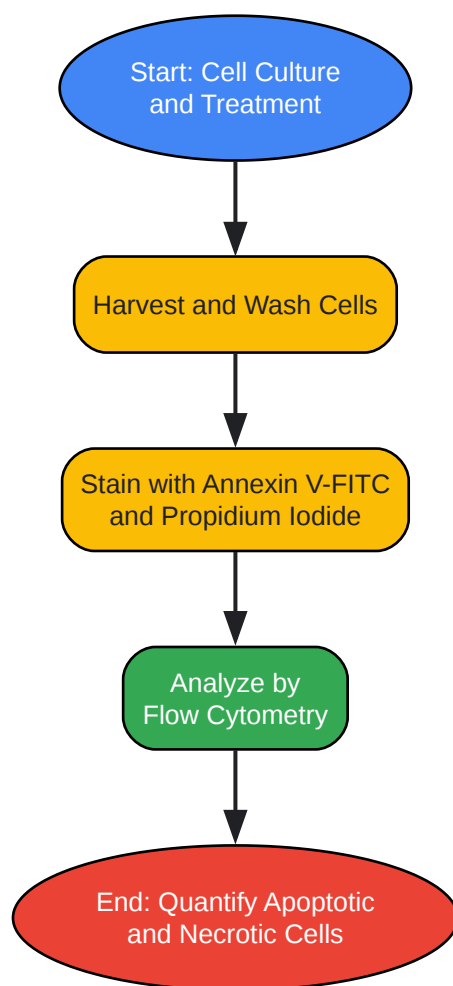 Start: Cell Culture
and Treatment
Harvest and Wash Cells
Stain with Annexin V-FITC
and Propidium Iodide
Analyze by
Flow Cytometry
End: Quantify Apoptotic
and Necrotic Cells